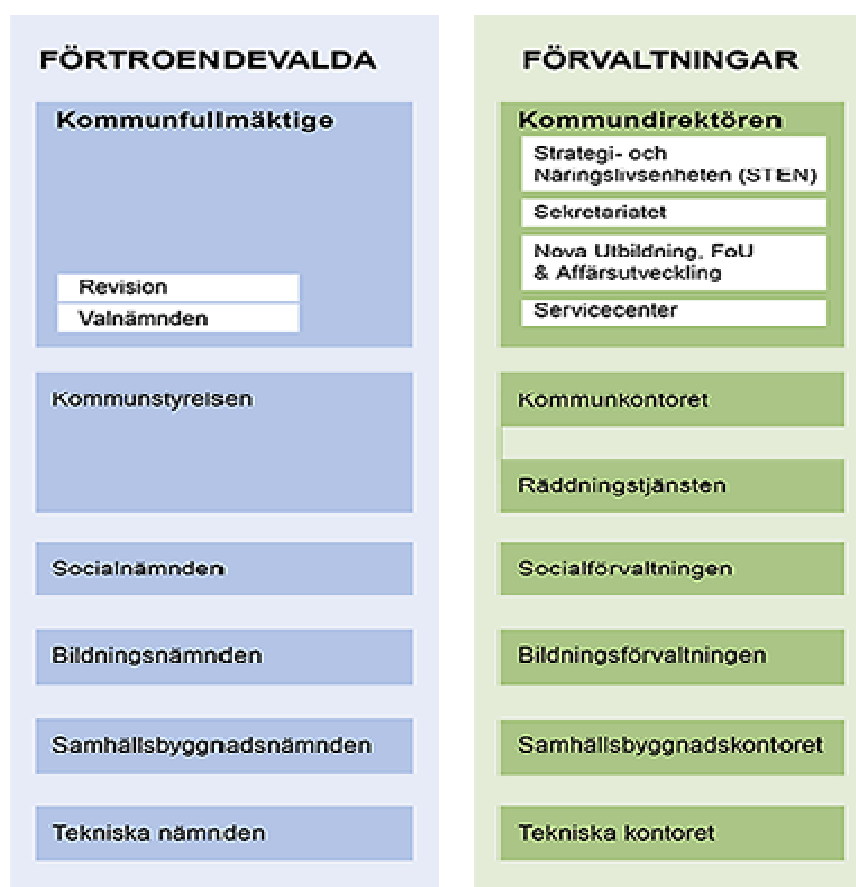 FÖRTROENDEVALDA
Kommunfullmäktige
Revision
Valnämnden
Kommunstyrelsen
Socialnämnden
Bildningsnämnden
Samhällsbyggnadsnämnden
Tekniska nämnden
FÖRVALTNINGAR
Kommundirektören
Strategi- och
Näringslivsenheten (STEN)
Sekretariatet
Nova Utbildning, FoU
& Affärsutveckling
Servicecenter
Kommunkontoret
Räddningstjänsten
Socialförvaltningen
Bildningsförvaltningen
Samhällsbyggnadskontoret
Tekniska kontoret